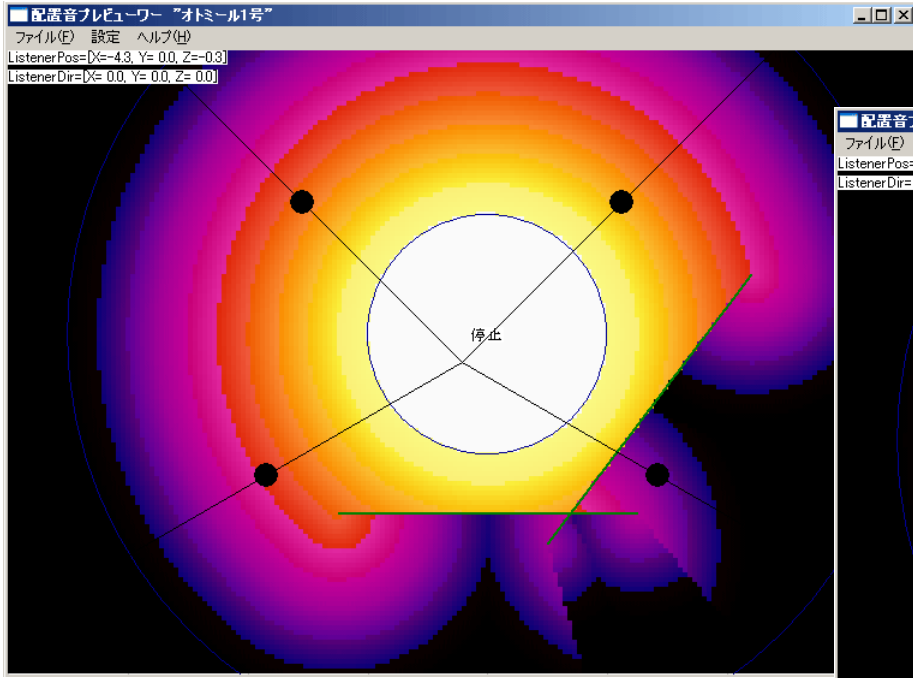 配置音プレビューワー "オトミール1号"
ファイル(F) 設定 ヘルプ(H)
ListenerPos=[X=-4.3, Y= 0.0, Z=-0.3]
ListenerDir=[X= 0.0, Y= 0.0, Z= 0.0]
停止
配置音プ
ファイル(F)
ListenerPos=
ListenerDir=